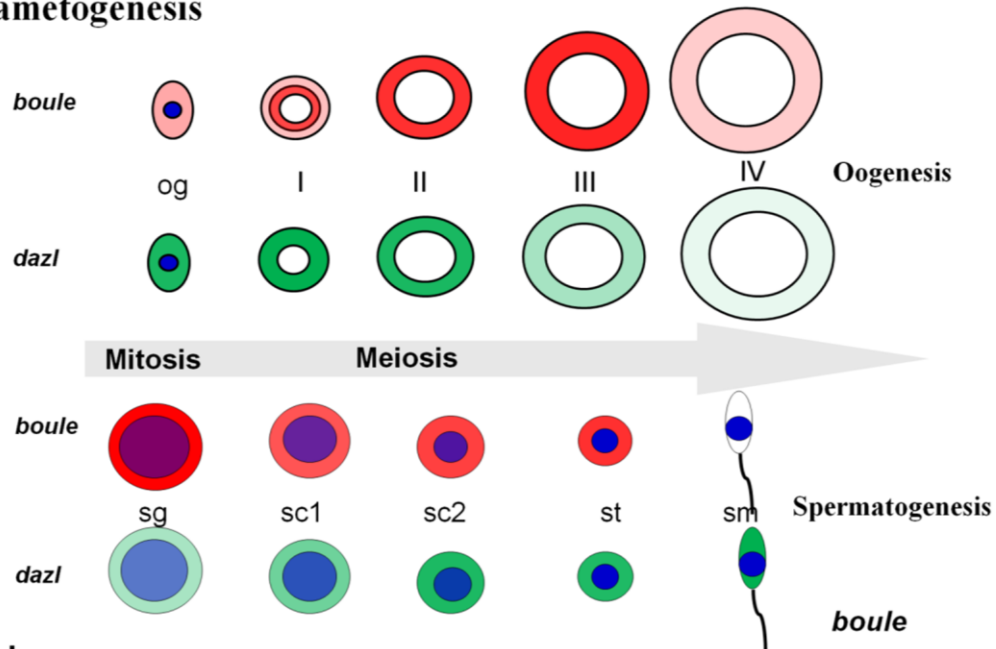 ametogenesis
boule
og I II III IV Oogenesis
dazl
Mitosis Meiosis
boule
sg sc1 sc2 st sm Spermatogenesis
dazl
boule